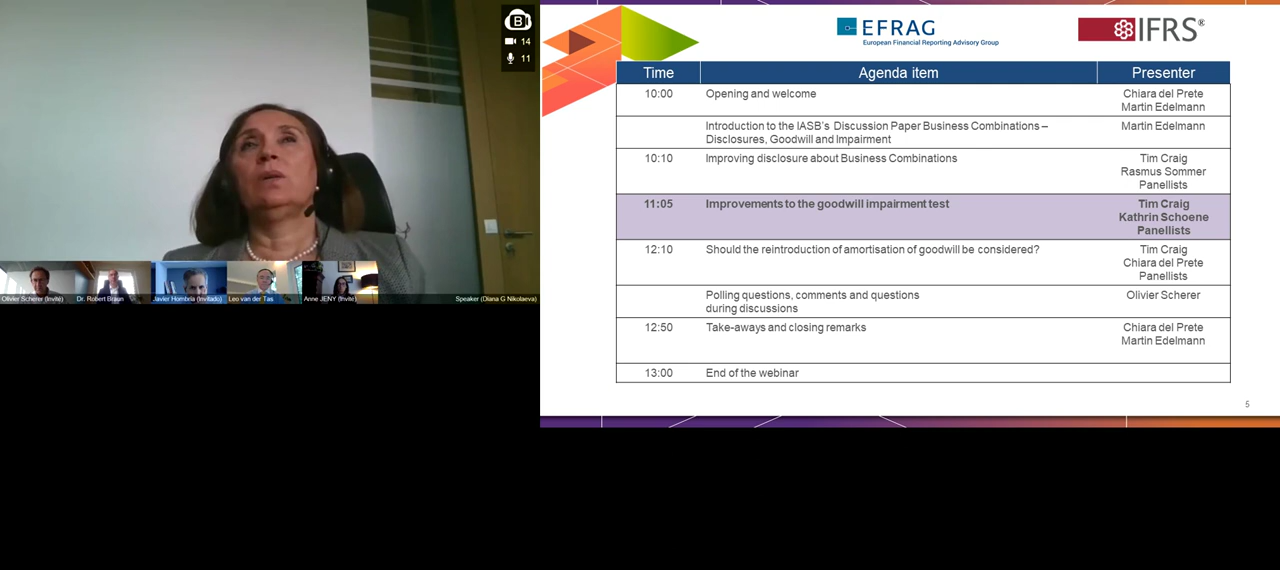 B
14
11
Olivier Scherer (Invité)
Dr. Robert Braun
Javier Hombría (Invitado)
Leo van der Tas
Anne JENY (Invité)
Speaker (Diana G Nikolaeva)
EFRAG
European Financial Reporting Advisory Group
IFRS®
Time Agenda item Presenter
10:00 Opening and welcome Chiara del Prete
Martin Edelmann
Introduction to the IASB's Discussion Paper Business Combinations – Martin Edelmann
Disclosures, Goodwill and Impairment
10:10 Improving disclosure about Business Combinations Tim Craig
Rasmus Sommer
Panellists
11:05 Improvements to the goodwill impairment test Tim Craig
Kathrin Schoene
Panellists
12:10 Should the reintroduction of amortisation of goodwill be considered? Tim Craig
Chiara del Prete
Panellists
Polling questions, comments and questions Olivier Scherer
during discussions
12:50 Take-aways and closing remarks Chiara del Prete
Martin Edelmann
13:00 End of the webinar
5